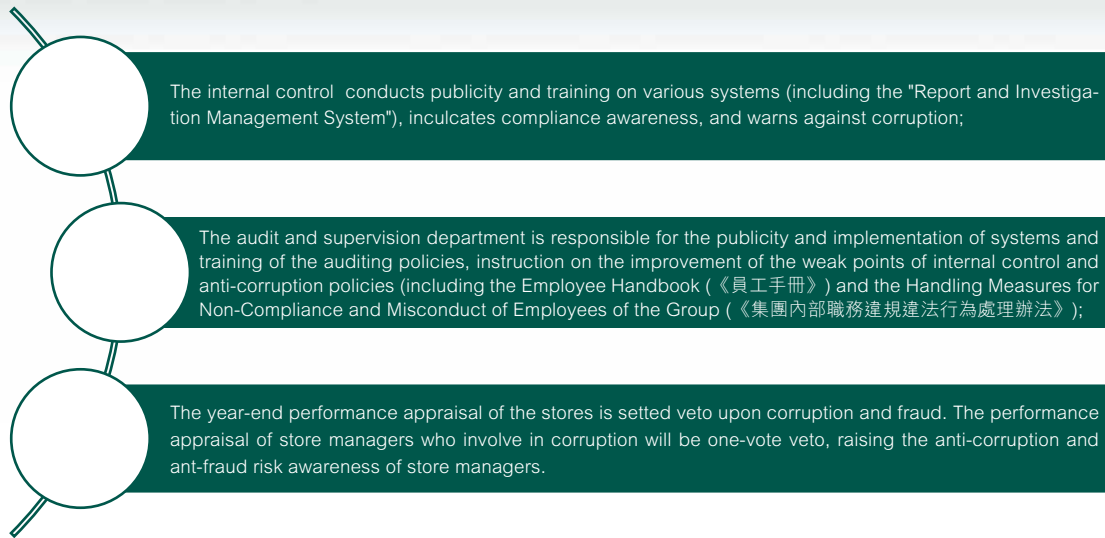 The internal control conducts publicity and training on various systems (including the "Report and Investiga-
tion Management System"), inculcates compliance awareness, and warns against corruption;
The audit and supervision department is responsible for the publicity and implementation of systems and
training of the auditing policies, instruction on the improvement of the weak points of internal control and
anti-corruption policies (including the Employee Handbook (《員工手冊》) and the Handling Measures for
Non-Compliance and Misconduct of Employees of the Group (《集團內部職務違規違法行為處理辦法》);
The year-end performance appraisal of the stores is setted veto upon corruption and fraud. The performance
appraisal of store managers who involve in corruption will be one-vote veto, raising the anti-corruption and
ant-fraud risk awareness of store managers.